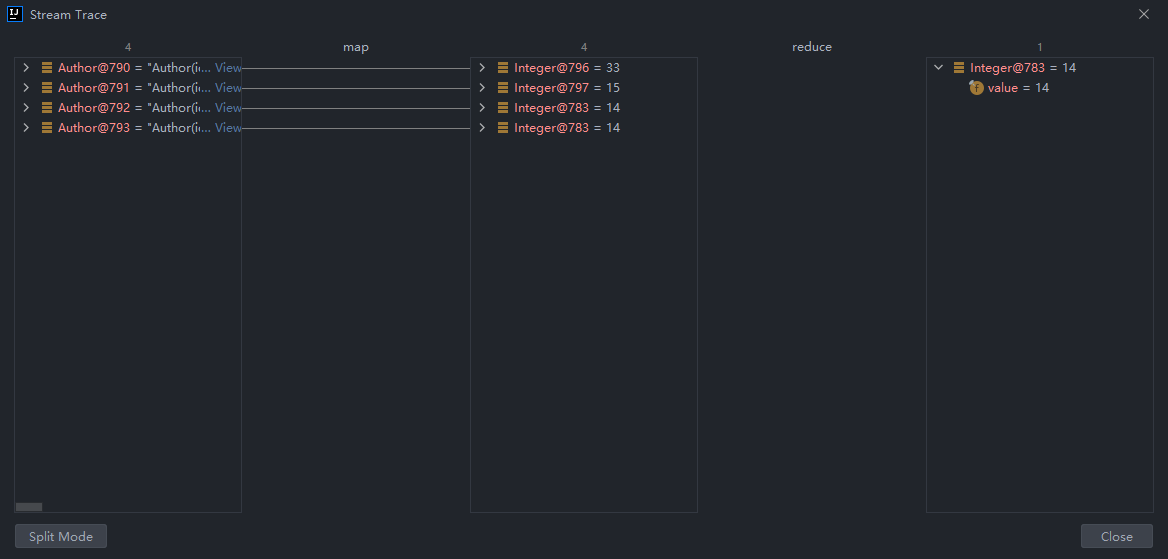 IJ Stream Trace
4 map 4 reduce 1
Author@790 = "Author(i... View Integer@796 = 33 Integer@783 = 14
Author@791 = "Author(i... View Integer@797 = 15 f value = 14
Author@792 = "Author(i... View Integer@783 = 14
Author@793 = "Author(i... View Integer@783 = 14
Split Mode Close